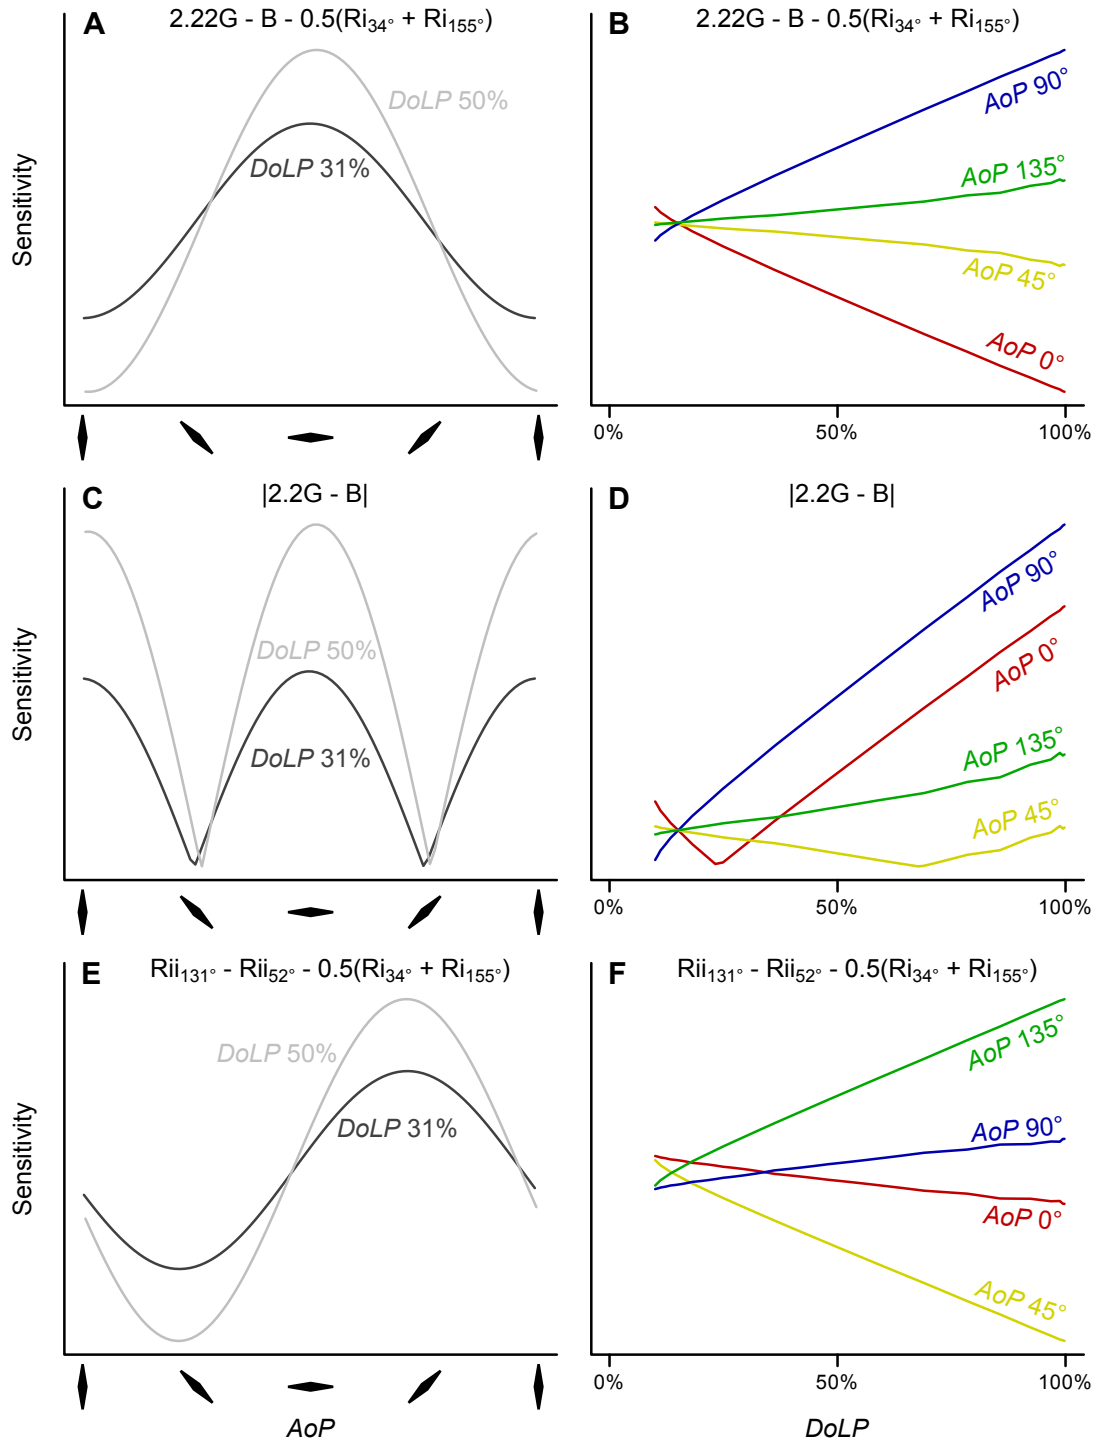 A 2.22G - B - 0.5(Ri34° + Ri155°)
DoLP 50%
DoLP 31%
Sensitivity
B 2.22G - B - 0.5(Ri34° + Ri155°)
AoP 90°
AoP 135°
AoP 45°
AoP 0°
0% 50% 100%
C |2.2G - B|
DoLP 50%
DoLP 31%
Sensitivity
D |2.2G - B|
AoP 90°
AoP 0°
AoP 135°
AoP 45°
0% 50% 100%
E Rii131° - Rii52° - 0.5(Ri34° + Ri155°)
DoLP 50%
DoLP 31%
Sensitivity
AoP
F Rii131° - Rii52° - 0.5(Ri34° + Ri155°)
AoP 135°
AoP 90°
AoP 0°
AoP 45°
0% 50% 100%
DoLP